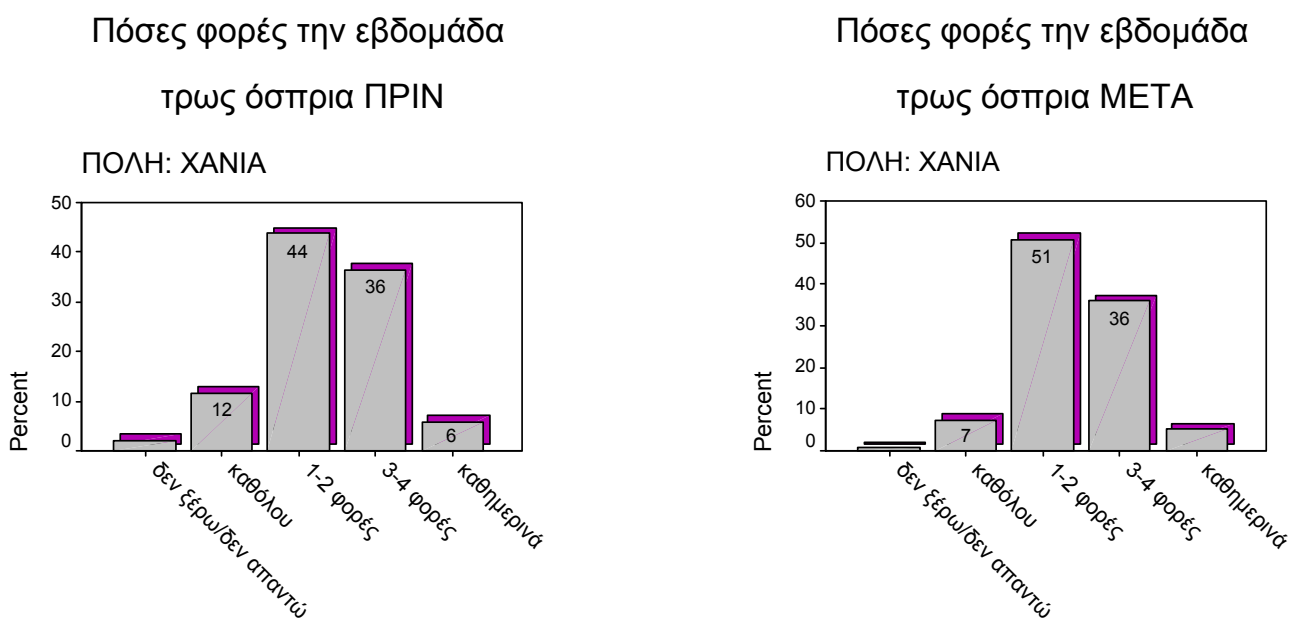 Πόσες φορές την εβδομάδα
τρως όσπρια ΠΡΙΝ
ΠΟΛΗ: ΧΑΝΙΑ
50
40
30
20
10
0
Percent
44
36
12
6
δεν ξέρω/δεν απαντώ
καθόλου
1-2 φορές
3-4 φορές
καθημερινά
Πόσες φορές την εβδομάδα
τρως όσπρια ΜΕΤΑ
ΠΟΛΗ: ΧΑΝΙΑ
60
50
40
30
20
10
0
Percent
51
36
7
δεν ξέρω/δεν απαντώ
καθόλου
1-2 φορές
3-4 φορές
καθημερινά